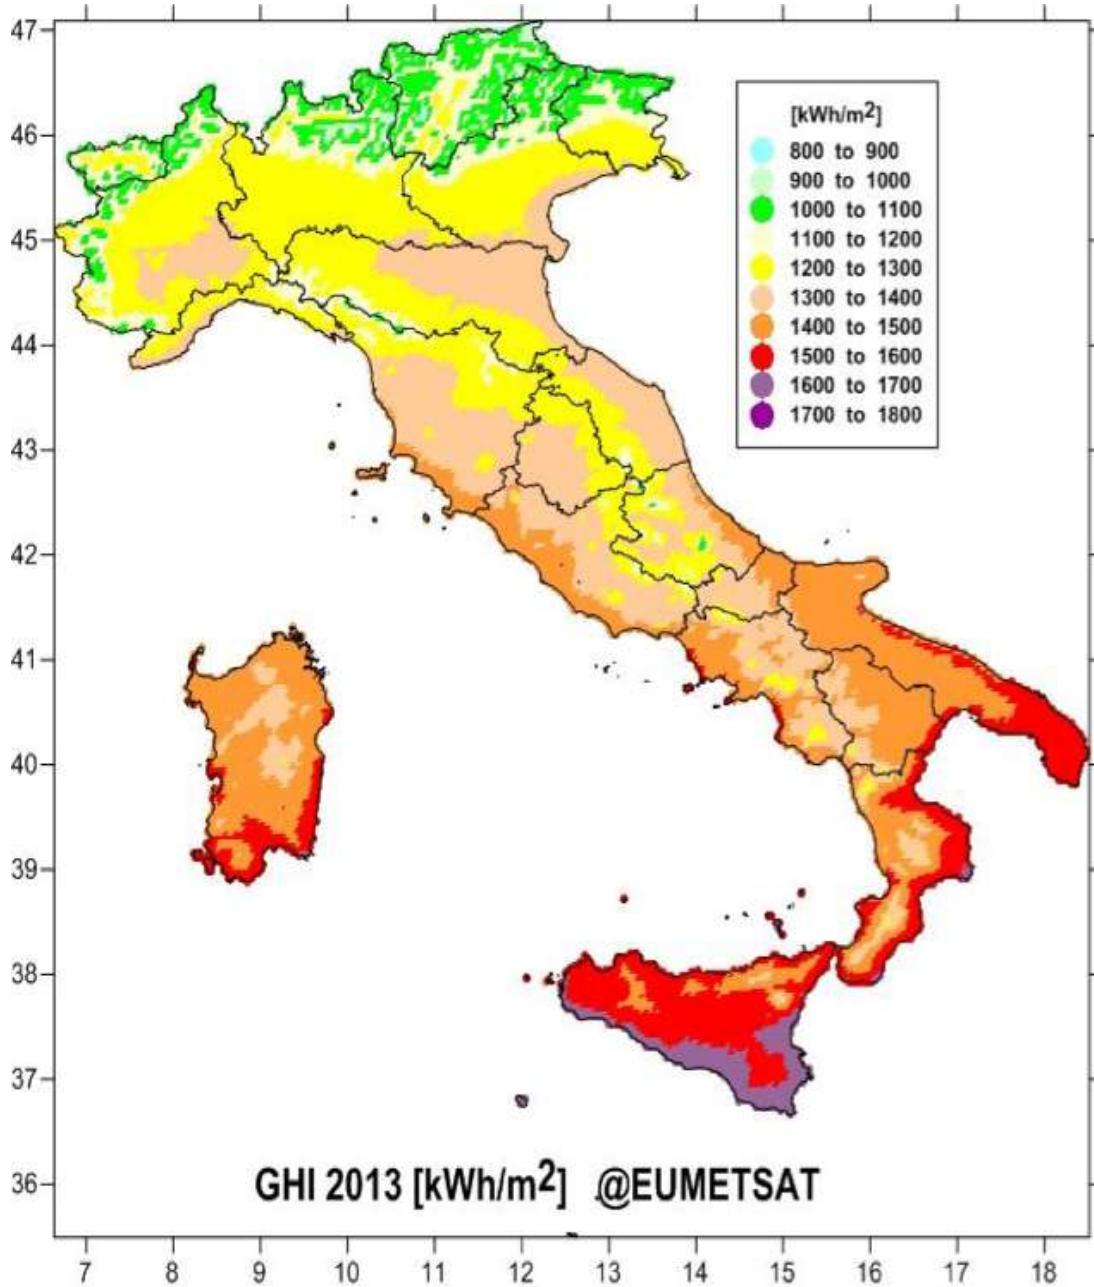 47
46
45
44
43
42
41
40
39
38
37
36
[kWh/m²]
800 to 900
900 to 1000
1000 to 1100
1100 to 1200
1200 to 1300
1300 to 1400
1400 to 1500
1500 to 1600
1600 to 1700
1700 to 1800
GHI 2013 [kWh/m²] @EUMETSAT
7 8 9 10 11 12 13 14 15 16 17 18